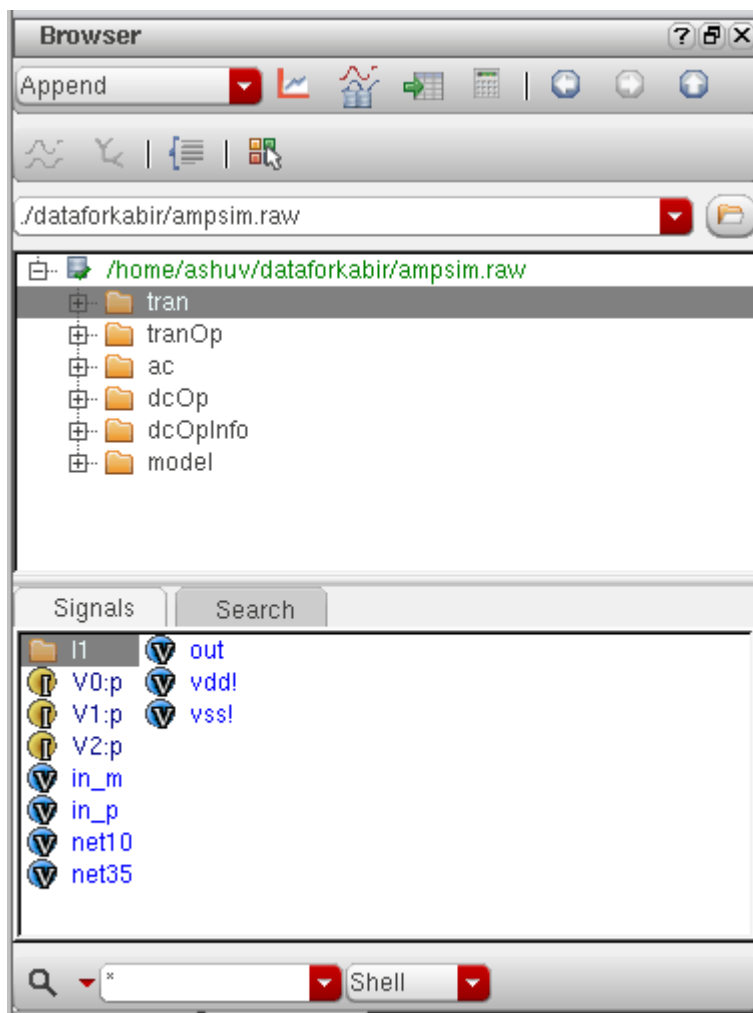 Browser
Append
./dataforkabir/ampsim.raw
/home/ashuv/dataforkabir/ampsim.raw
tran
tranOp
ac
dcOp
dcOpInfo
model
Signals Search
I1 out
V0:p vdd!
V1:p vss!
V2:p
in_m
in_p
net10
net35
* Shell